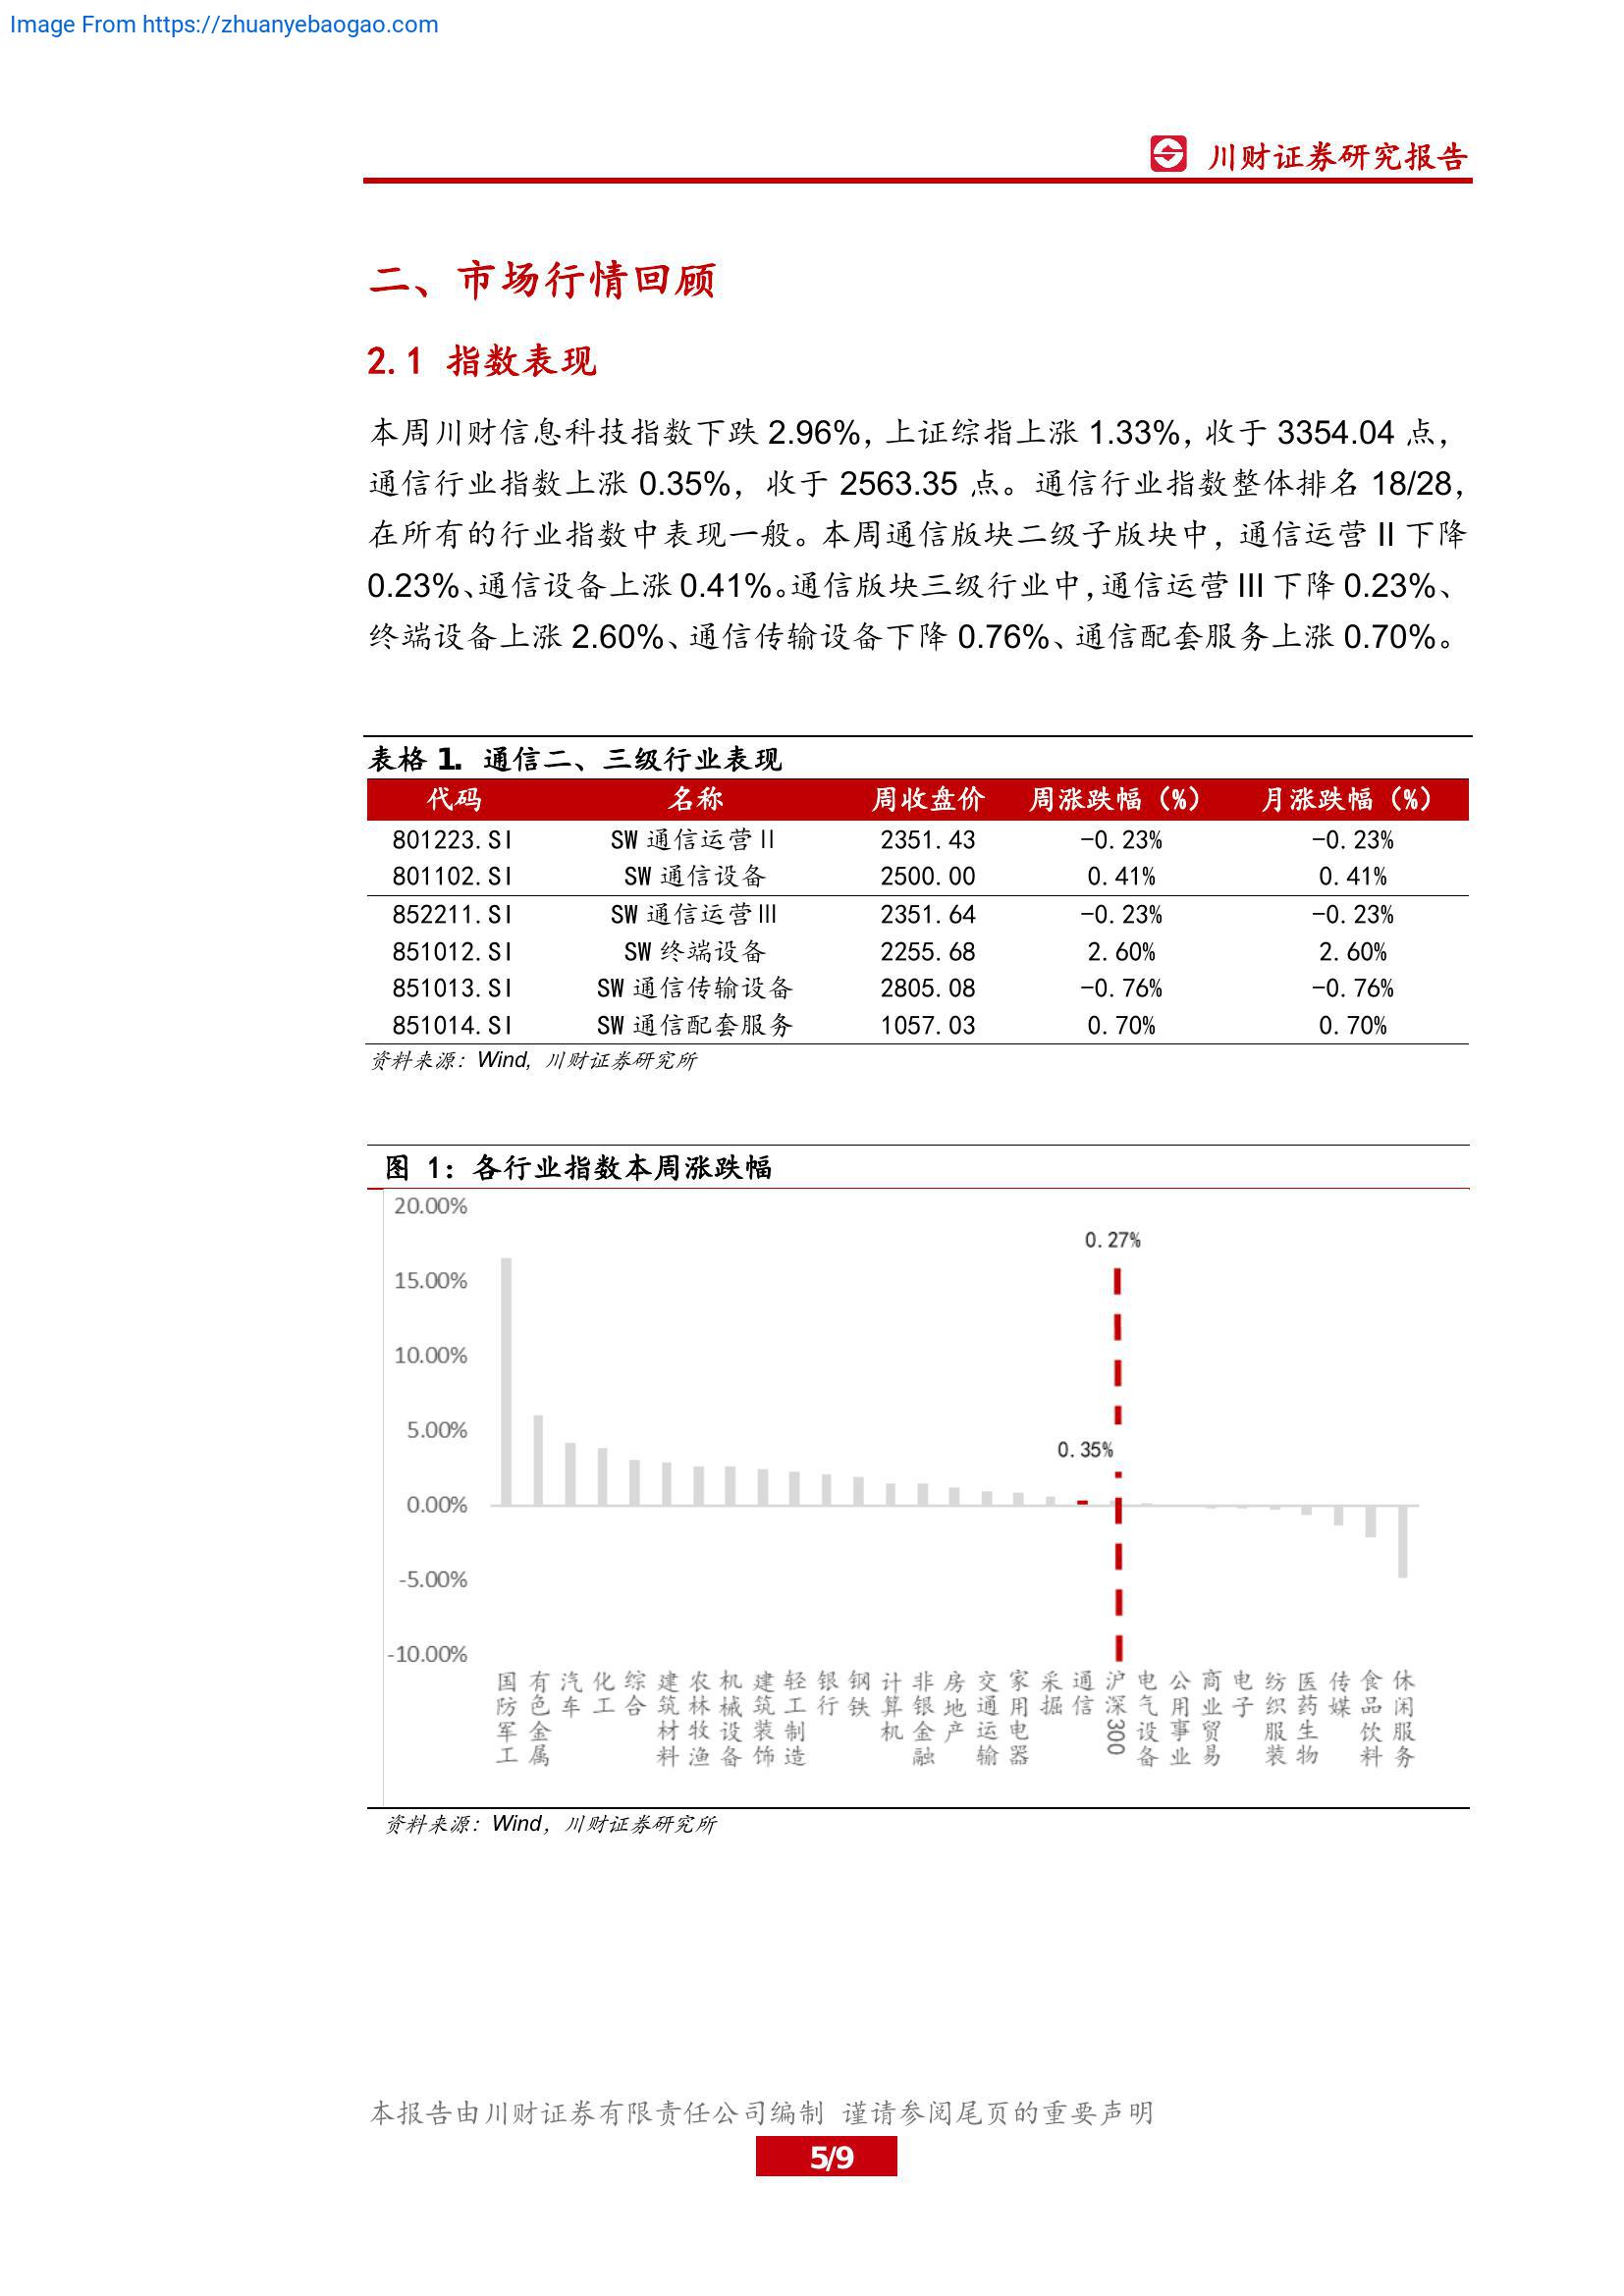 Image From https://zhuanyebaogao.com
川财证券研究报告
二、市场行情回顾
2.1 指数表现
本周川财信息科技指数下跌 2.96%，上证综指上涨 1.33%，收于 3354.04 点，
通信行业指数上涨 0.35%，收于 2563.35 点。通信行业指数整体排名 18/28，
在所有的行业指数中表现一般。本周通信版块二级子版块中，通信运营 II 下降
0.23%、通信设备上涨 0.41%。通信版块三级行业中，通信运营 III 下降 0.23%、
终端设备上涨 2.60%、通信传输设备下降 0.76%、通信配套服务上涨 0.70%。
表格 1. 通信二、三级行业表现
代码 名称 周收盘价 周涨跌幅（%） 月涨跌幅（%）
801223.SI SW 通信运营Ⅱ 2351.43 -0.23% -0.23%
801102.SI SW 通信设备 2500.00 0.41% 0.41%
852211.SI SW 通信运营Ⅲ 2351.64 -0.23% -0.23%
851012.SI SW 终端设备 2255.68 2.60% 2.60%
851013.SI SW 通信传输设备 2805.08 -0.76% -0.76%
851014.SI SW 通信配套服务 1057.03 0.70% 0.70%
资料来源：Wind, 川财证券研究所
图 1：各行业指数本周涨跌幅
20.00%
15.00%
10.00%
5.00%
0.00%
-5.00%
-10.00%
0.27%
0.35%
国防军工
有色金属
汽车
化工
综合
建筑材料
农林牧渔
机械设备
建筑装饰
轻工制造
银行
钢铁
计算机
非银金融
房地产
交通运输
家用电器
采掘
通信
沪深300
电气设备
公用事业
商业贸易
电子
纺织服装
医药生物
传媒
食品饮料
休闲服务
资料来源：Wind，川财证券研究所
本报告由川财证券有限责任公司编制 谨请参阅尾页的重要声明
5/9